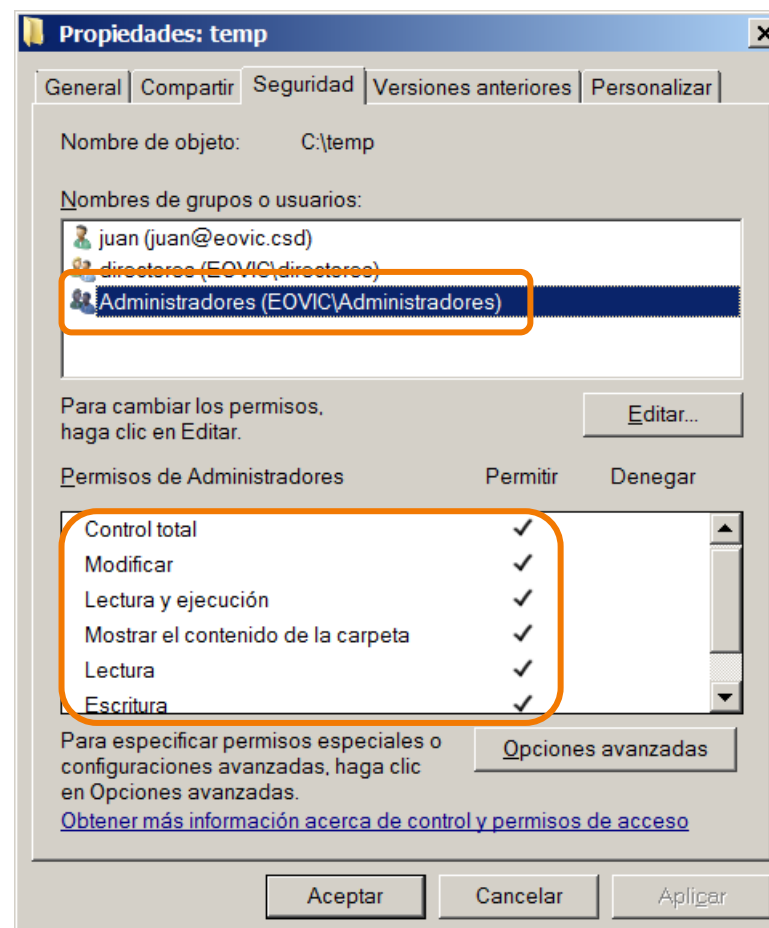 Propiedades: temp
General Compartir Seguridad Versiones anteriores Personalizar
Nombre de objeto: C:\temp
Nombres de grupos o usuarios:
juan (juan@eovic.csd)
directores (EOVIC\directores)
Administradores (EOVIC\Administradores)
Para cambiar los permisos,
haga clic en Editar.
Editar...
Permisos de Administradores Permitir Denegar
Control total
Modificar
Lectura y ejecución
Mostrar el contenido de la carpeta
Lectura
Escritura
Para especificar permisos especiales o
configuraciones avanzadas, haga clic
en Opciones avanzadas.
Opciones avanzadas
Obtener más información acerca de control y permisos de acceso
Aceptar Cancelar Aplicar